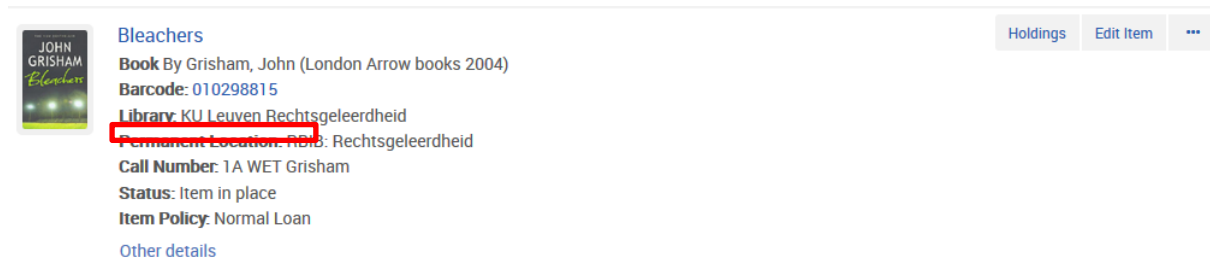 JOHN
GRISHAM
Bleachers
Bleachers
Book By Grisham, John (London Arrow books 2004)
Barcode: 010298815
Library: KU Leuven Rechtsgeleerdheid
Permanent Location: RBIB: Rechtsgeleerdheid
Call Number: 1A WET Grisham
Status: Item in place
Item Policy: Normal Loan
Other details
Holdings
Edit Item
···